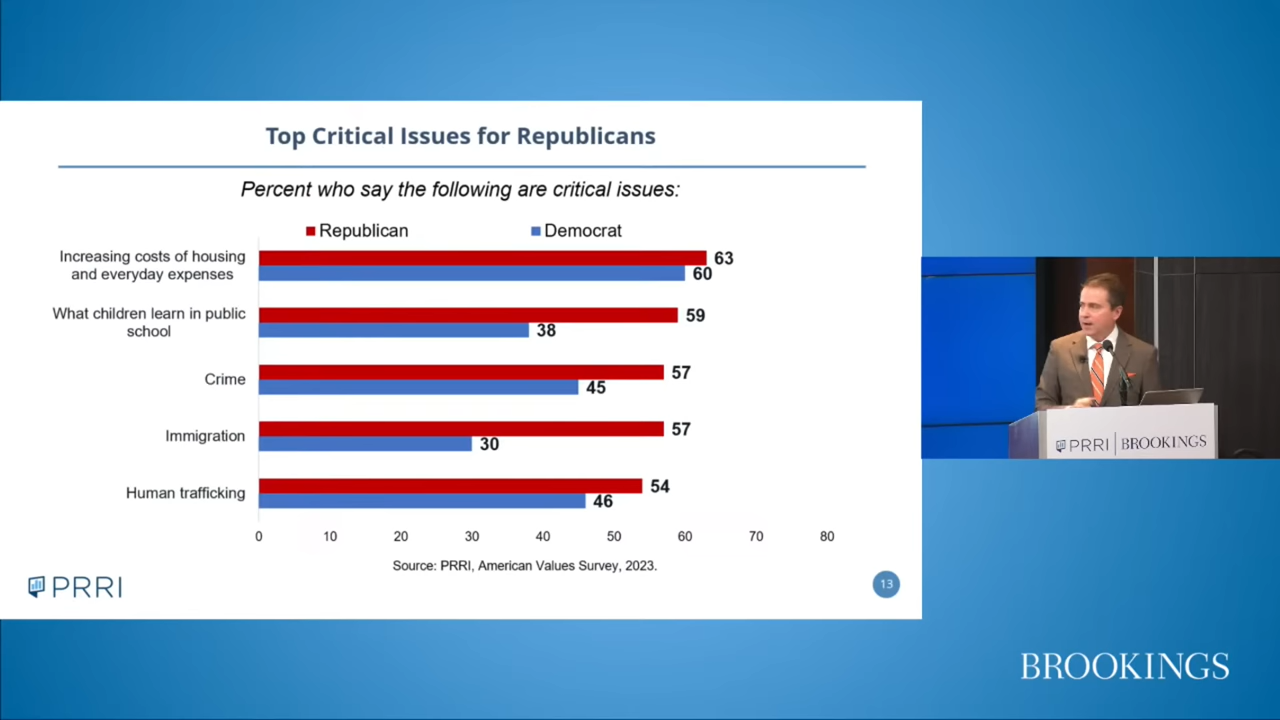 Top Critical Issues for Republicans
Percent who say the following are critical issues:
Republican
Democrat
Increasing costs of housing
and everyday expenses
63
60
What children learn in public
school
59
38
Crime
57
45
Immigration
57
30
Human trafficking
54
46
0 10 20 30 40 50 60 70 80
Source: PRRI, American Values Survey, 2023.
PRRI
13
PRRI BROOKINGS
BROOKINGS